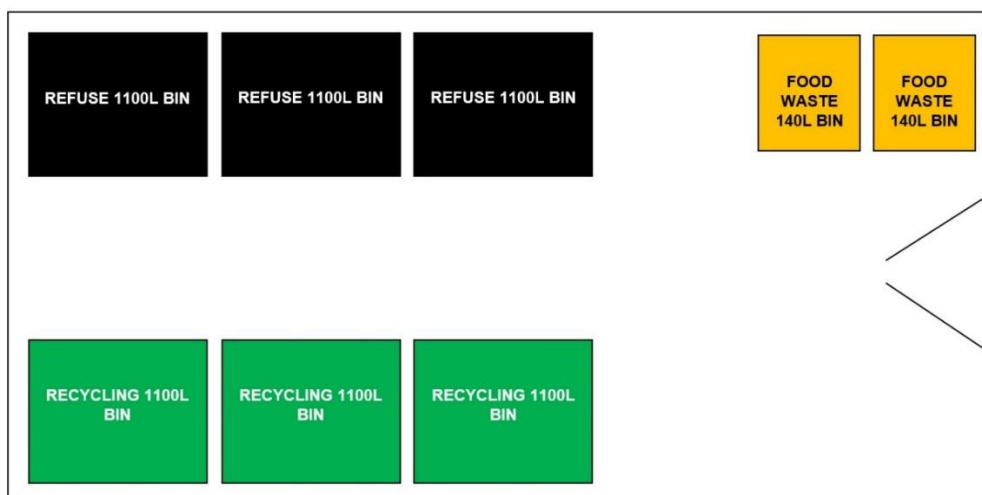 REFUSE 1100L BIN
REFUSE 1100L BIN
REFUSE 1100L BIN
FOOD
WASTE
140L BIN
FOOD
WASTE
140L BIN
RECYCLING 1100L
BIN
RECYCLING 1100L
BIN
RECYCLING 1100L
BIN